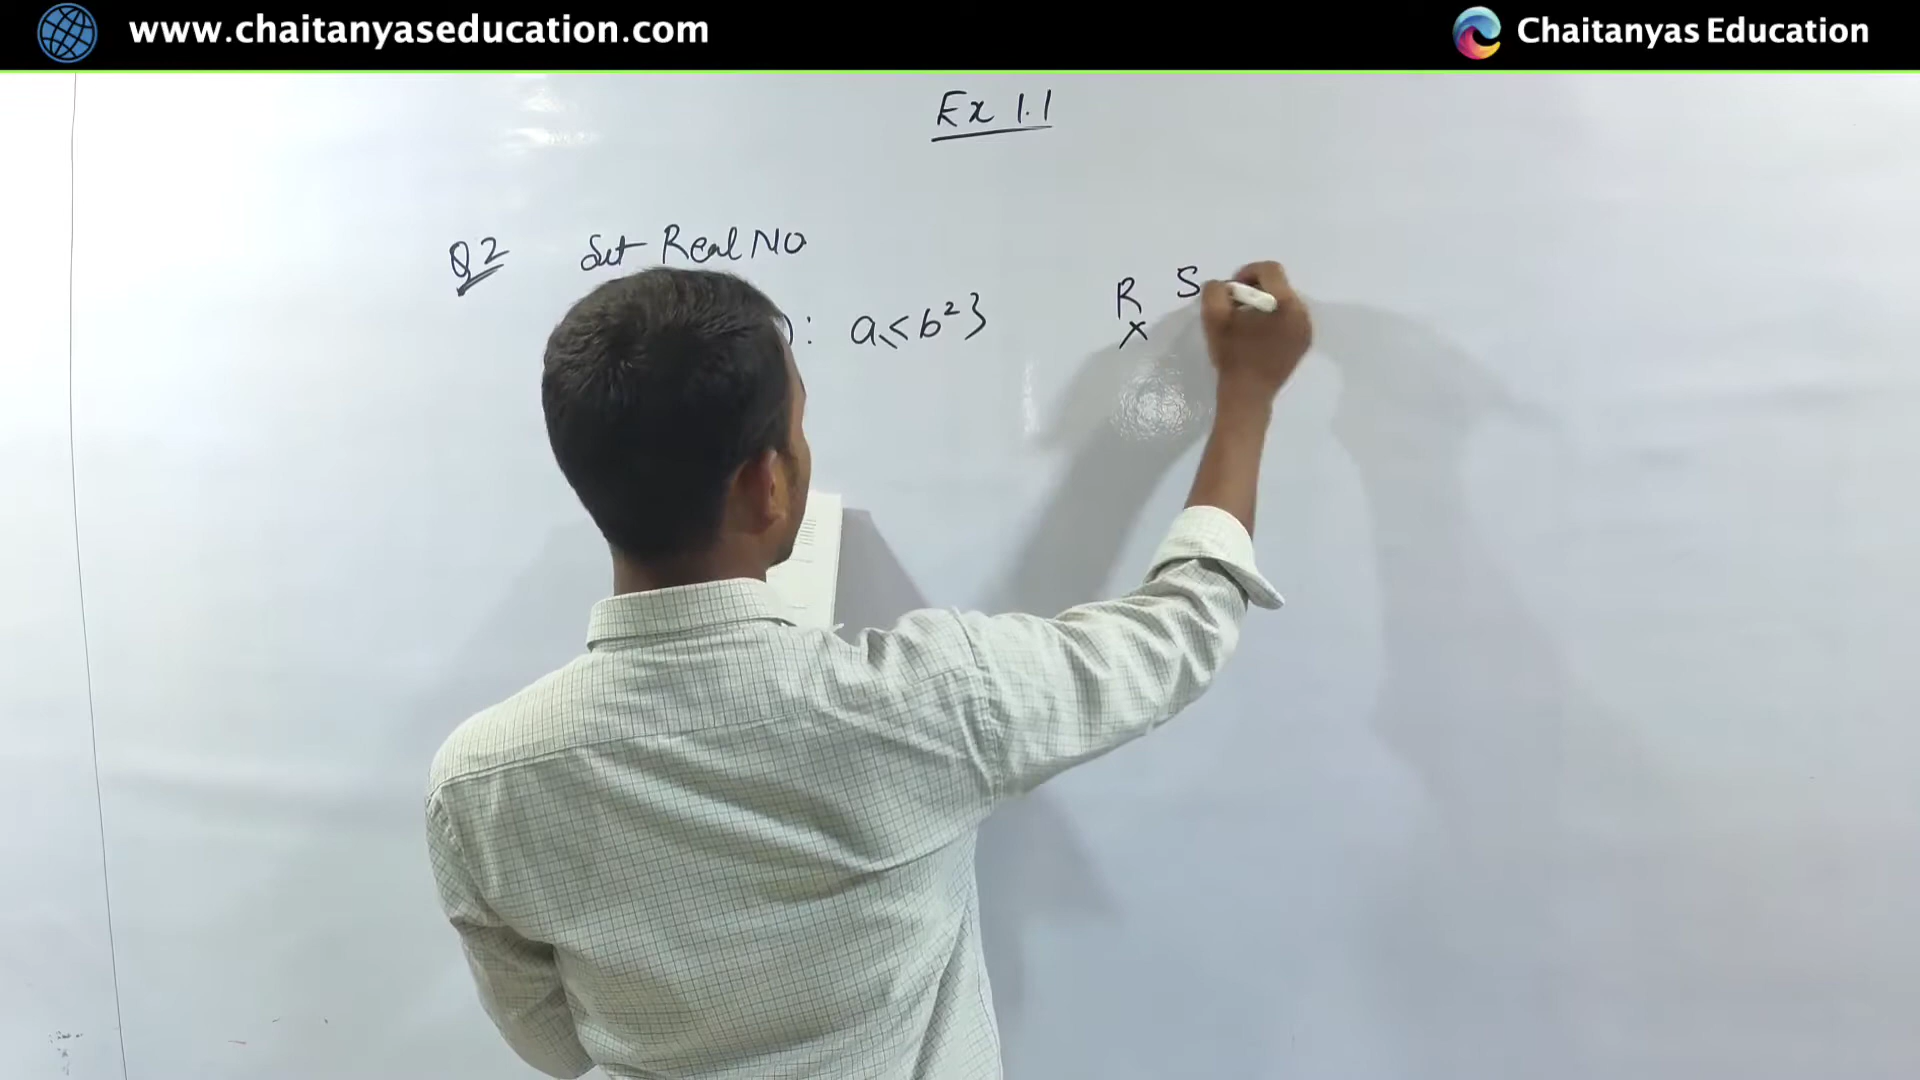 www.chaitanyaseducation.com
Chaitanyas Education
Ex 1.1
Q2 Set Real No
): a≤b²}
R S
x